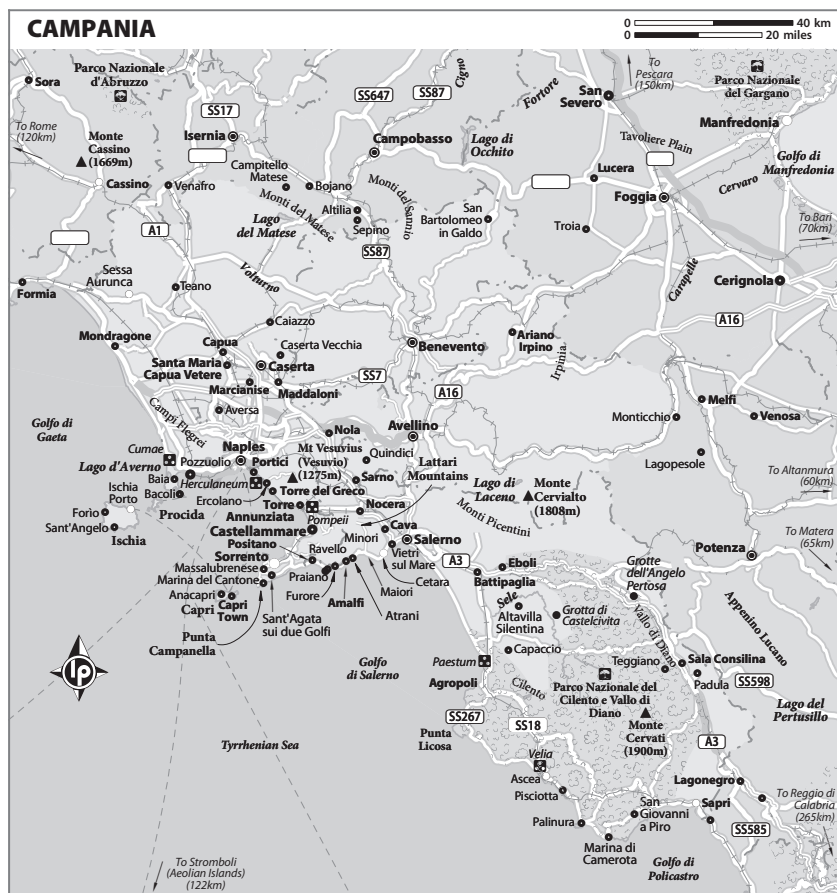 CAMPANIA
0 40 km
0 20 miles
To
Pescara
(150km)
Parco Nazionale
d'Abruzzo
Sora
SS17
SS647
SS87
Cigno
Fortore
San
Severo
Parco Nazionale
del Gargano
Manfredonia
To Rome
(120km)
Monte
Cassino
(1669m)
Isernia
Campobasso
Lago di
Occhito
Tavoliere Plain
Golfo di
Manfredonia
Cassino
Venafro
Campitello
Matese
Bojano
Monti del Matese
Monti del Sannio
Lucera
Foggia
Cervaro
A1
Lago
del Matese
Altilia
Sepino
San
Bartolomeo
in Galdo
Troia
To Bari
(70km)
SS87
Sessa
Aurunca
Formia
Teano
Volturno
Carapelle
Cerignola
Caiazzo
A16
Mondragone
Capua
Caserta Vecchia
Benevento
Ariano
Irpino
Irpinia
Santa Maria
Capua Vetere
Caserta
SS7
Marcianise
Maddaloni
A16
Melfi
Aversa
Monticchio
Venosa
Golfo di
Gaeta
Campi Flegrei
Nola
Avellino
Cumae
Naples
Mt Vesuvius
(Vesuvio)
(1275m)
Quindici
Lagopesole
Lago d'Averno
Pozzuolio
Portici
Lattari
Mountains
To Altanmura
(60km)
Ischia
Porto
Baia
Bacoli
Herculaneum
Ercolano
Sarno
Torre del Greco
Lago di
Laceno
Monte
Cervialto
(1808m)
Forio
Procida
Torre
Annunziata
Pompeii
Nocera
Monti Picentini
Sant'Angelo
Ischia
Castellammare
Cava
To Matera
(65km)
Positano
Minori
Salerno
Potenza
Sorrento
Ravello
Vietri
sul Mare
A3
Eboli
Grotte
dell'Angelo
Pertosa
Massalubrense
Marina del Cantone
Praiano
Cetara
Battipaglia
Anacapri
Furore
Maiori
Sele
Capri
Capri
Town
Amalfi
Atrani
Altavilla
Silentina
Grotta di
Castelcivita
Vallo di Diano
Appenino Lucano
Punta
Campanella
Sant'Agata
sui due Golfi
Capaccio
Golfo
di Salerno
Paestum
Teggiano
Sala Consilina
lp
Agropoli
Cilento
Parco Nazionale del
Cilento e Vallo di
Diano
Padula
SS598
SS267
Lago del
Pertusillo
Punta
Licosa
SS18
Monte
Cervati
(1900m)
A3
Tyrrhenian Sea
Velia
Ascea
Lagonegro
Pisciotta
San
Giovanni
a Piro
Sapri
To Reggio di
Calabria
(265km)
Palinura
SS585
Marina di
Camerota
To Stromboli
(Aeolian Islands)
(122km)
Golfo di
Policastro